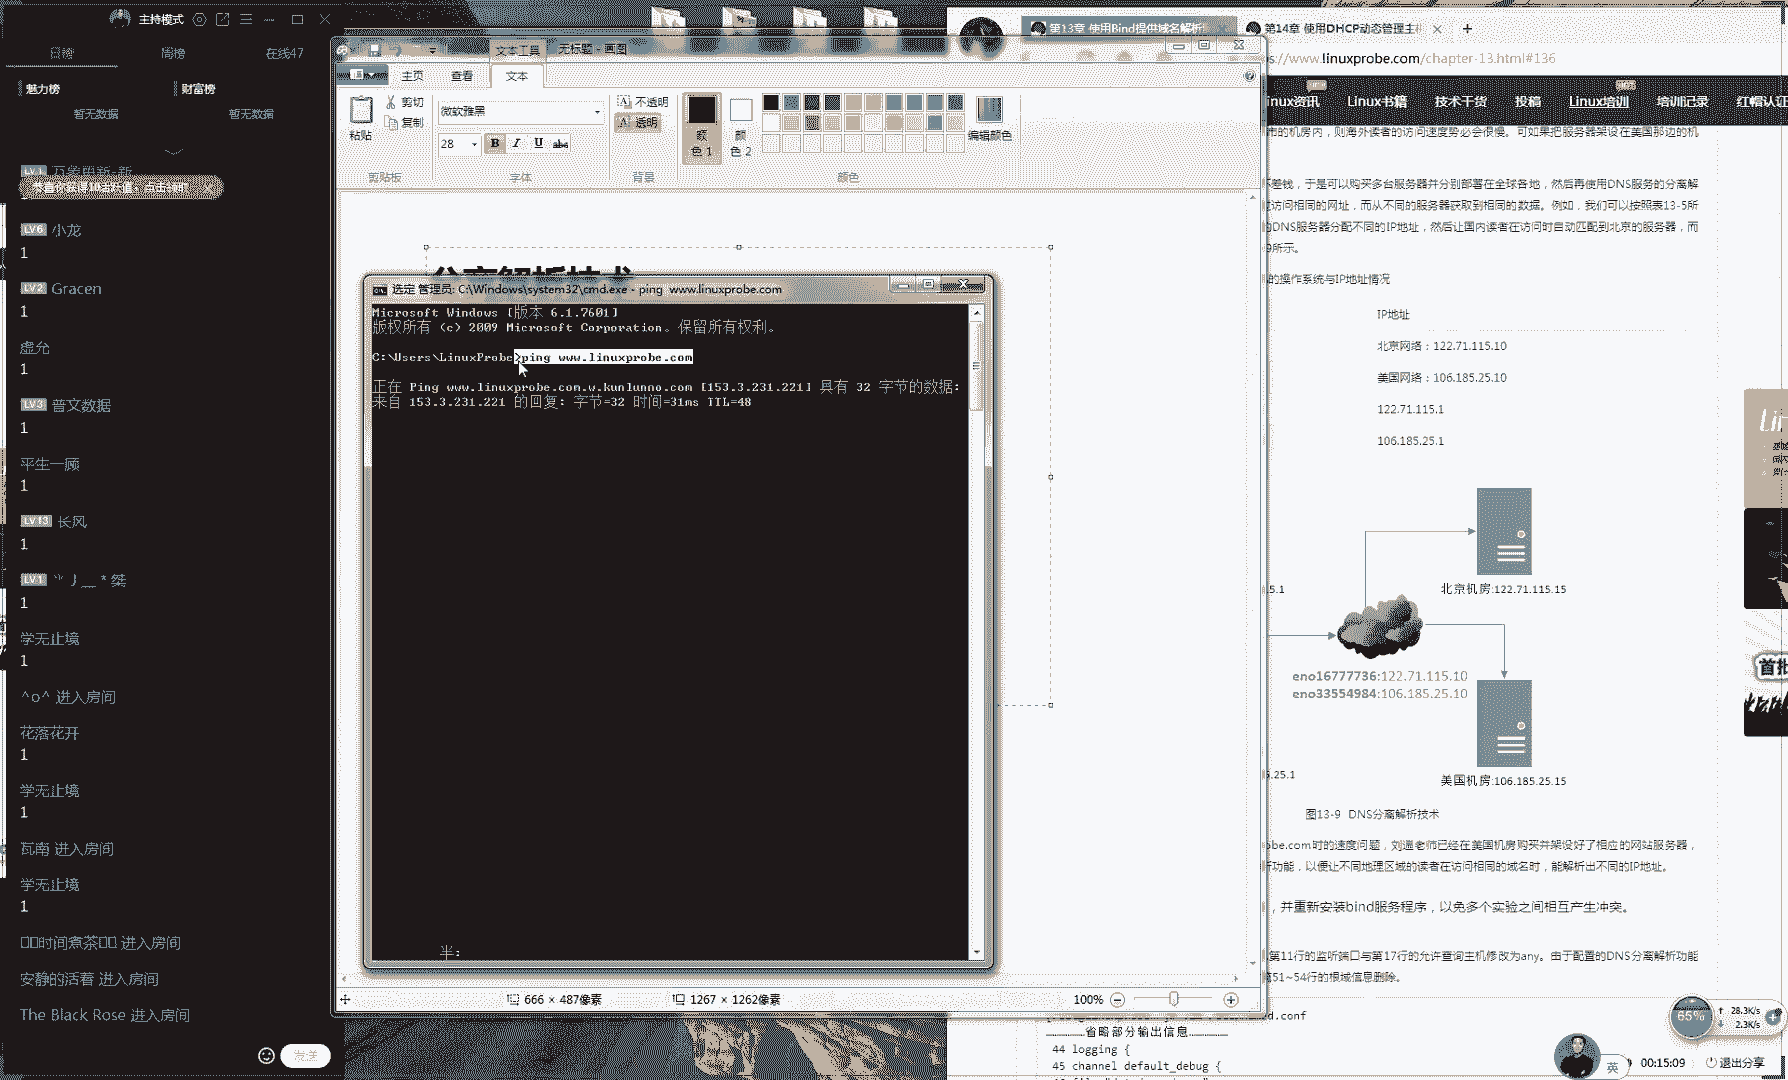 主持模式
日榜
周榜
在线47
魅力榜
财富榜
暂无数据
暂无数据
LV.1 万象更新-新
LV.6 小龙
1
LV.2 Gracen
1
虚允
1
LV.3 普文数据
1
平生一顾
1
LV.13 长风
1
LV.1
1
学无止境
1
^o^ 进入房间
花落花开
1
学无止境
1
瓦南 进入房间
学无止境
1
时间煮茶 进入房间
安静的活着 进入房间
The Black Rose 进入房间
发送
文本工具
无标题 - 画图
主页
查看
文本
粘贴
剪切
复制
剪贴板
微软雅黑
28
B I U abc
字体
不透明
透明
背景
颜色 1
颜色 2
编辑颜色
颜色
分离解析技术
选定 管理员: C:\Windows\system32\cmd.exe - ping www.linuxprobe.com
Microsoft Windows [版本 6.1.7601]
版权所有 (c) 2009 Microsoft Corporation。保留所有权利。
C:\Users\LinuxProbe>ping www.linuxprobe.com
正在 Ping www.linuxprobe.com.w.kunlunno.com [153.3.231.221] 具有 32 字节的数据:
来自 153.3.231.221 的回复: 字节=32 时间=31ms TTL=48
半:
666 × 487像素
1267 × 1262像素
100%
第13章 使用Bind提供域名解析
第14章 使用DHCP动态管理主
s://www.linuxprobe.com/chapter-13.html#136
inux资讯
Linux书籍
技术干货
投稿
Linux培训
培训记录
红帽认证
市的机房内，则海外读者的访问速度势必会很慢。可如果把服务器架设在美国那边的机
差钱，于是可以购买多台服务器并分别部署在全球各地，然后再使用DNS服务的分离解
访问相同的网址，而从不同的服务器获取到相同的数据。例如，我们可以按照表13-5所
DNS服务器分配不同的IP地址，然后让国内读者在访问时自动匹配到北京的服务器，而
9所示。
的操作系统与IP地址情况
IP地址
北京网络：122.71.115.10
美国网络：106.185.25.10
122.71.115.1
106.185.25.1
5.1
北京机房:122.71.115.15
eno16777736:122.71.115.10
eno33554984:106.185.25.10
5.25.1
美国机房:106.185.25.15
图13-9 DNS分离解析技术
obe.com时的速度问题，刘遄老师已经在美国机房购买并架设好了相应的网站服务器，
析功能，以便让不同地理区域的读者在访问相同的域名时，能解析出不同的IP地址。
，并重新安装bind服务程序，以免多个实验之间相互产生冲突。
第11行的监听端口与第17行的允许查询主机修改为any。由于配置的DNS分离解析功能
第51~54行的根域信息删除。
d.conf
省略部分输出信息
44 logging {
45 channel default_debug {
首批
65%
28.3K/s
2.3K/s
英
00:15:09
退出分享